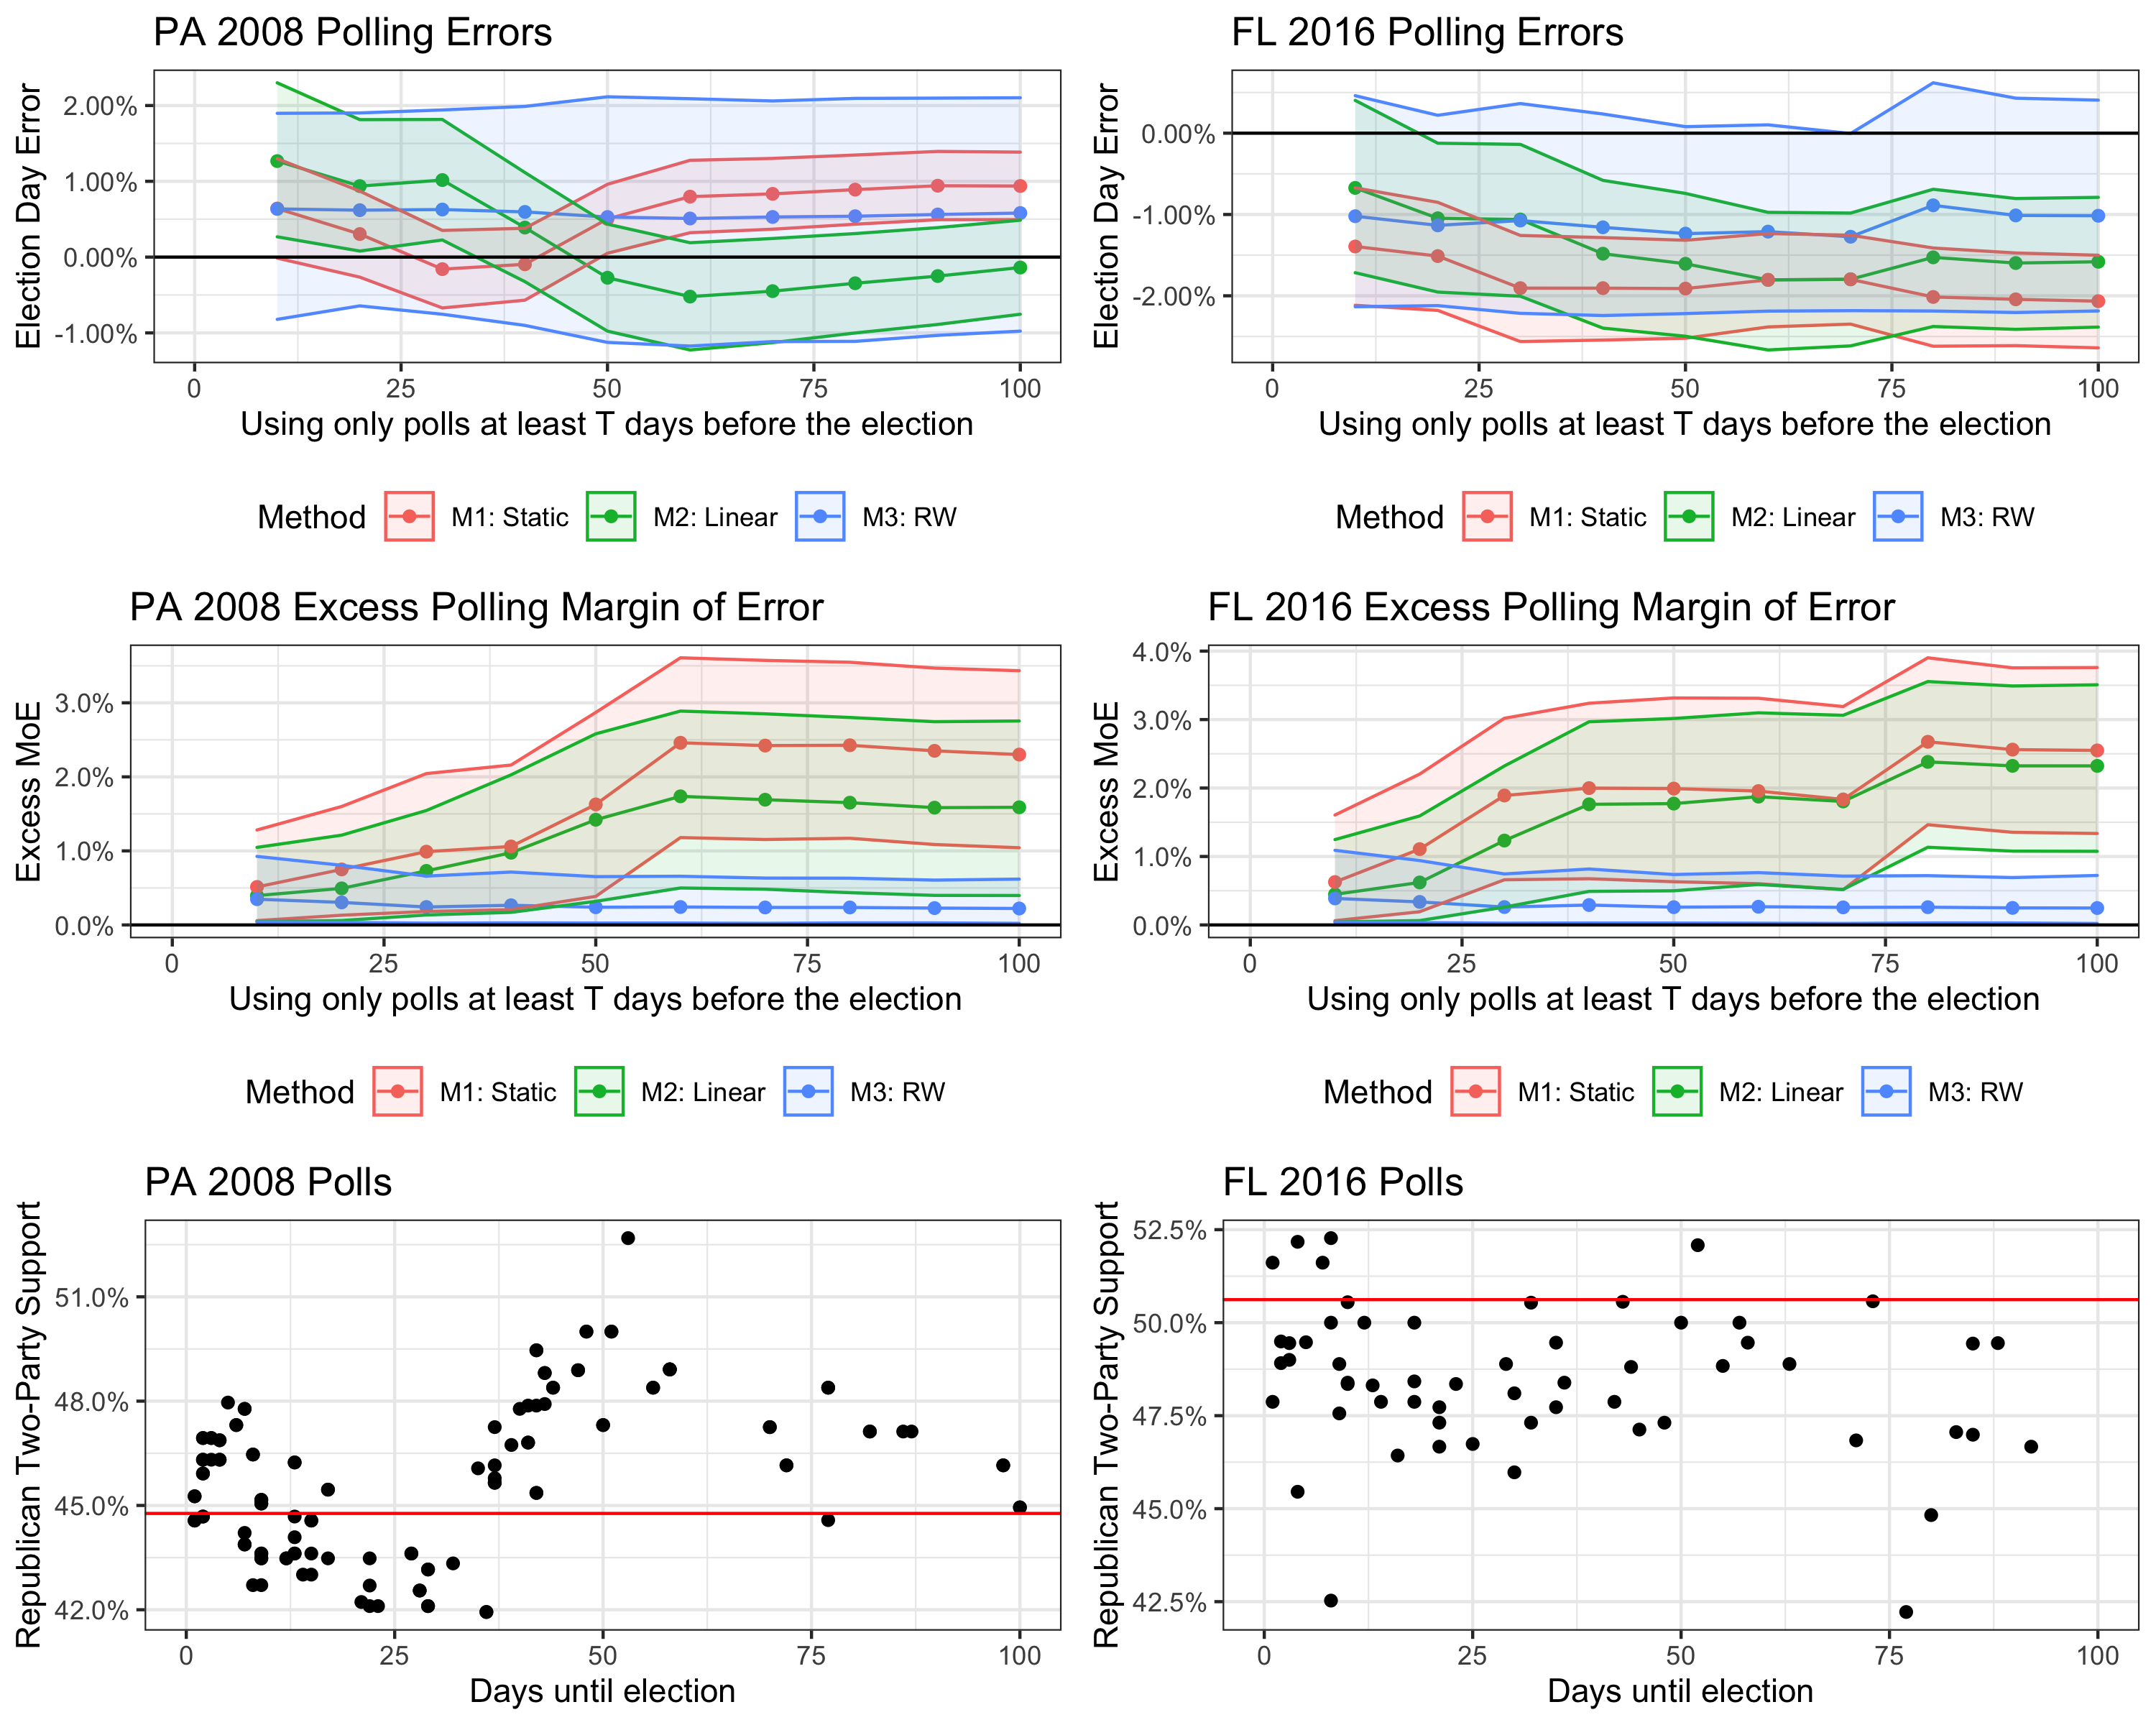 PA 2008 Polling Errors
Election Day Error
2.00%
1.00%
0.00%
-1.00%
0 25 50 75 100
Using only polls at least T days before the election
Method M1: Static M2: Linear M3: RW
FL 2016 Polling Errors
Election Day Error
0.00%
-1.00%
-2.00%
0 25 50 75 100
Using only polls at least T days before the election
Method M1: Static M2: Linear M3: RW
PA 2008 Excess Polling Margin of Error
Excess MoE
3.0%
2.0%
1.0%
0.0%
0 25 50 75 100
Using only polls at least T days before the election
Method M1: Static M2: Linear M3: RW
FL 2016 Excess Polling Margin of Error
Excess MoE
4.0%
3.0%
2.0%
1.0%
0.0%
0 25 50 75 100
Using only polls at least T days before the election
Method M1: Static M2: Linear M3: RW
PA 2008 Polls
Republican Two-Party Support
51.0%
48.0%
45.0%
42.0%
0 25 50 75 100
Days until election
FL 2016 Polls
Republican Two-Party Support
52.5%
50.0%
47.5%
45.0%
42.5%
0 25 50 75 100
Days until election